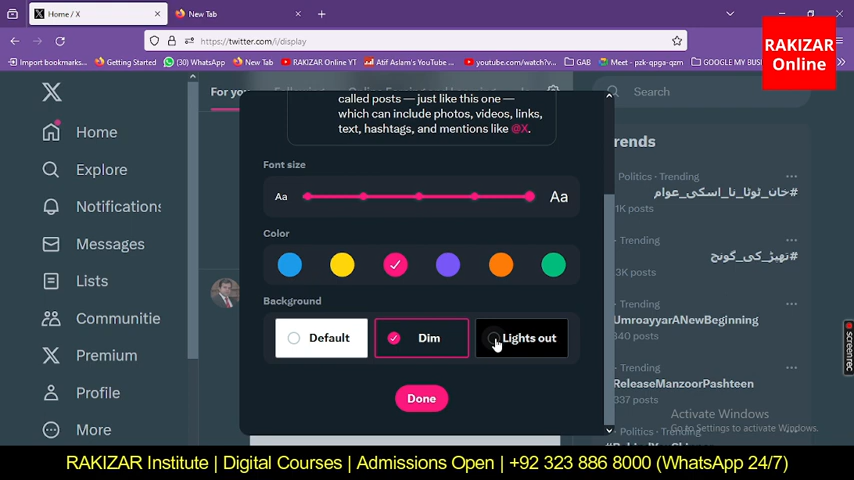 Home / X
New Tab
https://twitter.com/i/display
RAKIZAR
Online
Import bookmarks...
Getting Started
(30) WhatsApp
New Tab
RAKIZAR Online YT
Atif Aslam's YouTube ...
youtube.com/watch?v...
GAB
Meet - pzk-qpga-qzm
GOOGLE MY BUS
For you
Search
Home
Explore
Notifications
Messages
Lists
Communitie
Premium
Profile
More
called posts — just like this one —
which can include photos, videos, links,
text, hashtags, and mentions like @X.
Font size
Aa
Aa
Color
Background
Default
Dim
Lights out
Done
rends
Politics · Trending
#خان_ٹوٹا_نا_اسکی_عوام
1K posts
Trending
#تھپڑ_کی_گونج
3K posts
Trending
UmroayyarANewBeginning
340 posts
Trending
ReleaseManzoorPashteen
337 posts
Politics · Trending
Activate Windows
Go to Settings to activate Windows.
screen rec
RAKIZAR Institute | Digital Courses | Admissions Open | +92 323 886 8000 (WhatsApp 24/7)